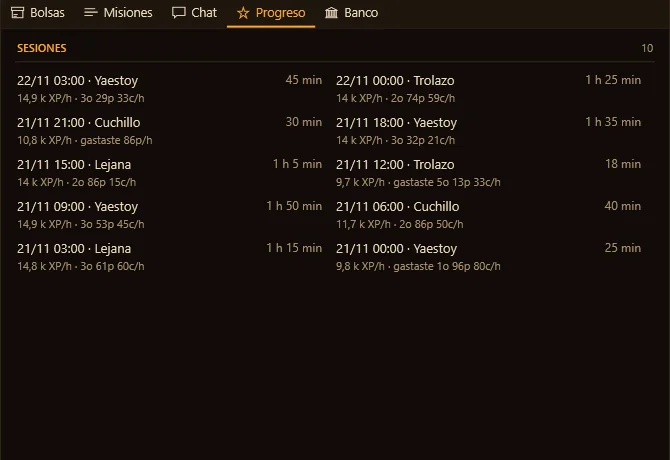 Bolsas Misiones Chat Progreso Banco
SESIONES 10
22/11 03:00 · Yaestoy 45 min
14,9 k XP/h · 3o 29p 33c/h
22/11 00:00 · Trolazo 1 h 25 min
14 k XP/h · 2o 74p 59c/h
21/11 21:00 · Cuchillo 30 min
10,8 k XP/h · gastaste 86p/h
21/11 18:00 · Yaestoy 1 h 35 min
14 k XP/h · 3o 32p 21c/h
21/11 15:00 · Lejana 1 h 5 min
14 k XP/h · 2o 86p 15c/h
21/11 12:00 · Trolazo 18 min
9,7 k XP/h · gastaste 5o 13p 33c/h
21/11 09:00 · Yaestoy 1 h 50 min
14,9 k XP/h · 3o 53p 45c/h
21/11 06:00 · Cuchillo 40 min
11,7 k XP/h · 2o 86p 50c/h
21/11 03:00 · Lejana 1 h 15 min
14,8 k XP/h · 3o 61p 60c/h
21/11 00:00 · Yaestoy 25 min
9,8 k XP/h · gastaste 1o 96p 80c/h